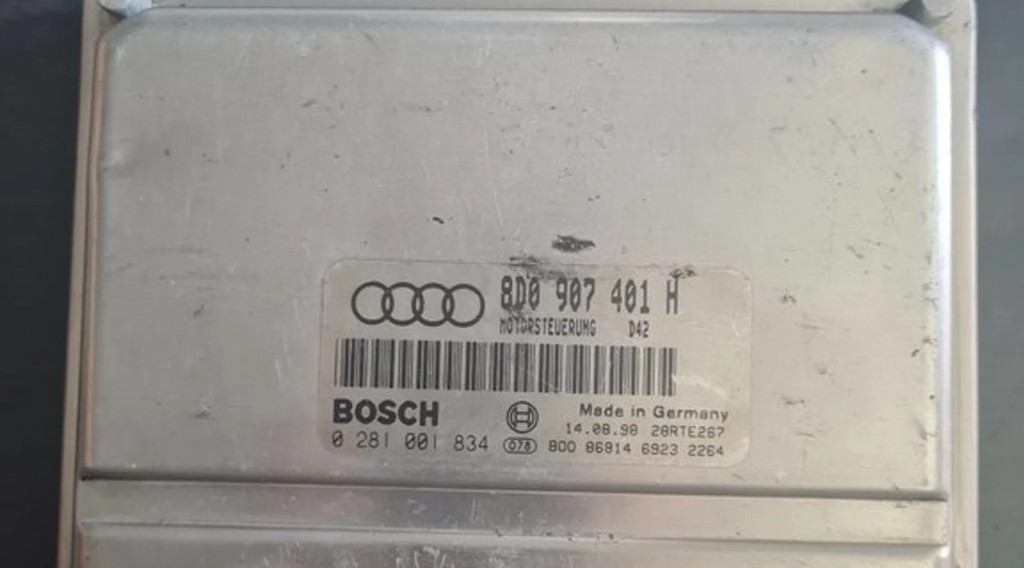 8D0 907 401 H
MOTORSTEUERUNG D42
BOSCH
Made in Germany
14.08.98 28RTE267
0 281 001 834 078 800 86814 6923 2264